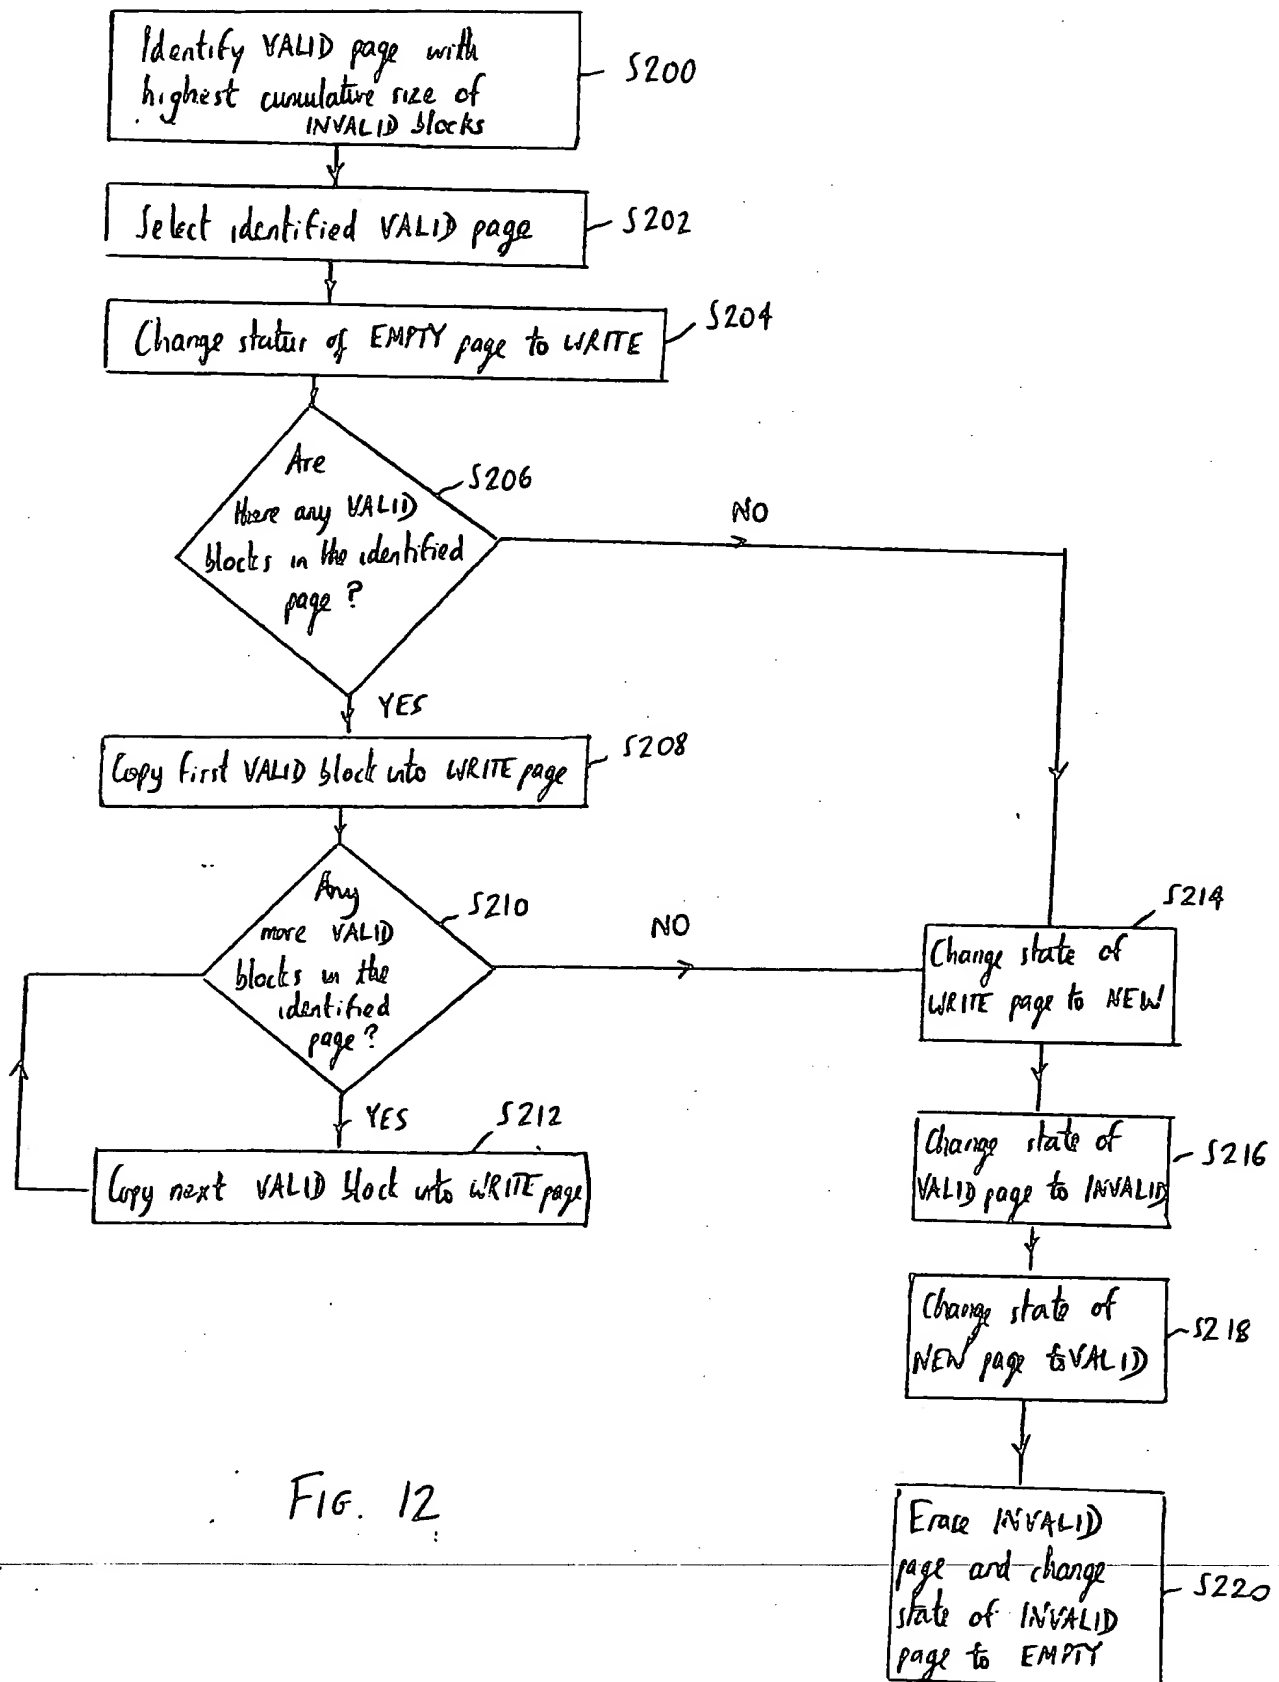 Identify VALID page with
highest cumulative size of
INVALID blocks
S200
Select identified VALID page
S202
Change status of EMPTY page to WRITE
S204
Are
there any VALID
blocks in the identified
page ?
S206
NO
YES
Copy first VALID block into WRITE page
S208
Any
more VALID
blocks in the
identified
page ?
S210
NO
YES
Copy next VALID block into WRITE page
S212
Change state of
WRITE page to NEW
S214
Change state of
VALID page to INVALID
S216
Change state of
NEW page to VALID
S218
Erase INVALID
page and change
state of INVALID
page to EMPTY
S220
FIG. 12